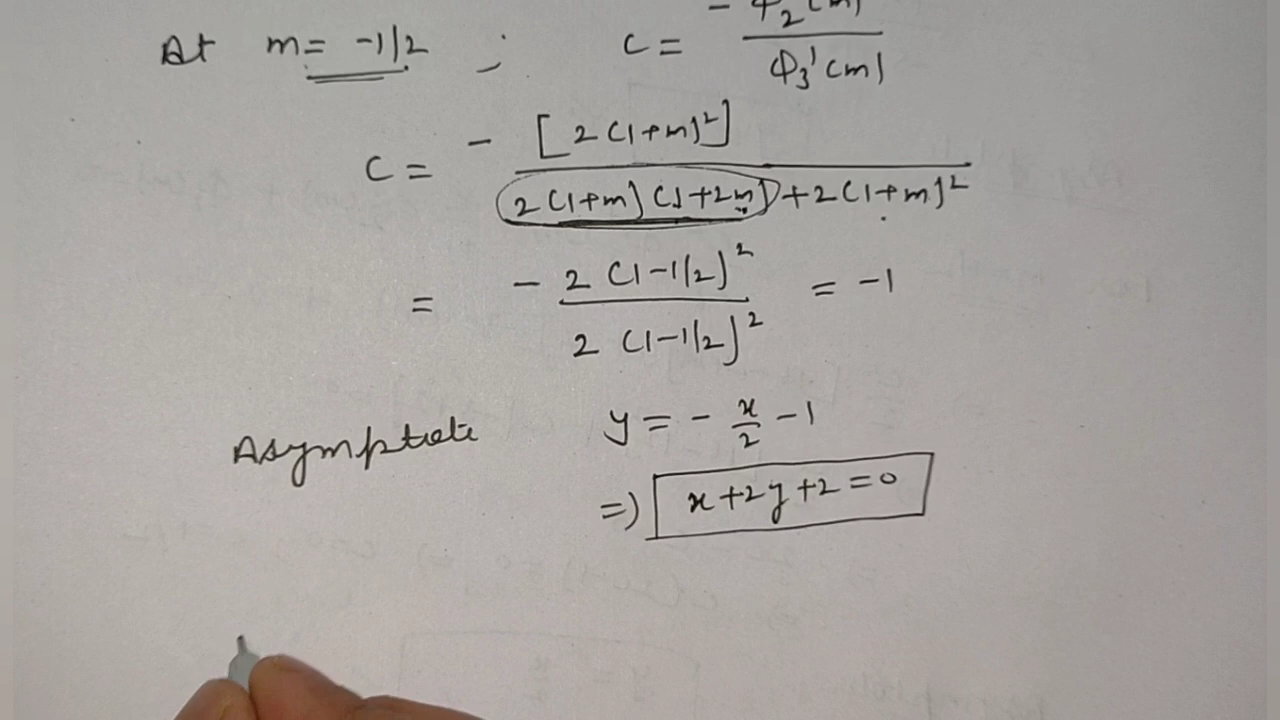 At m = -1/2 ; C = - φ₂(m) / φ₃'(m)
C = - [2(1+m)²] / 2(1+m)(1+2m) + 2(1+m)²
= - 2(1-1/2)² / 2(1-1/2)² = -1
Asymptote y = - x/2 - 1
=) x+2y+2=0